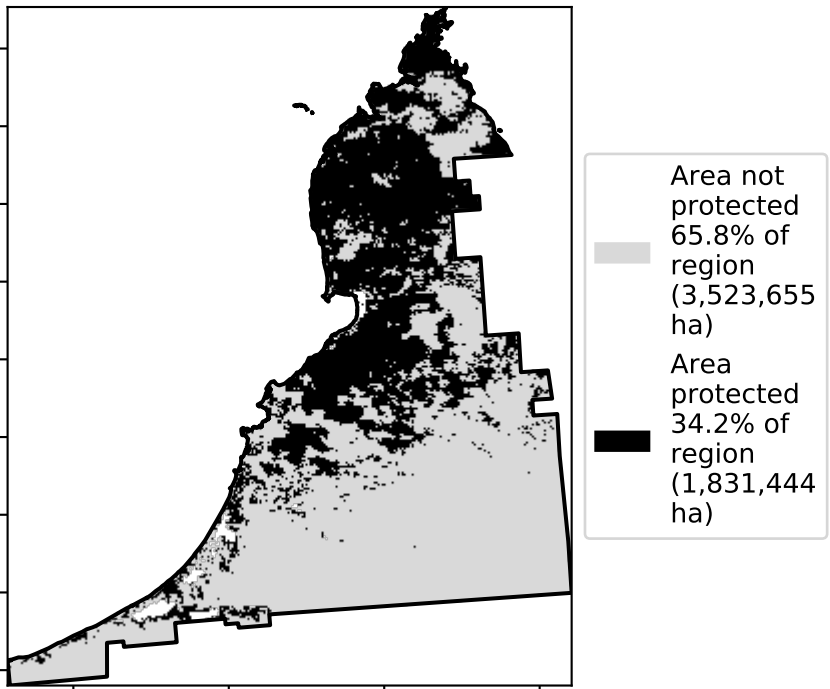 Area not
protected
65.8% of
region
(3,523,655
ha)
Area
protected
34.2% of
region
(1,831,444
ha)